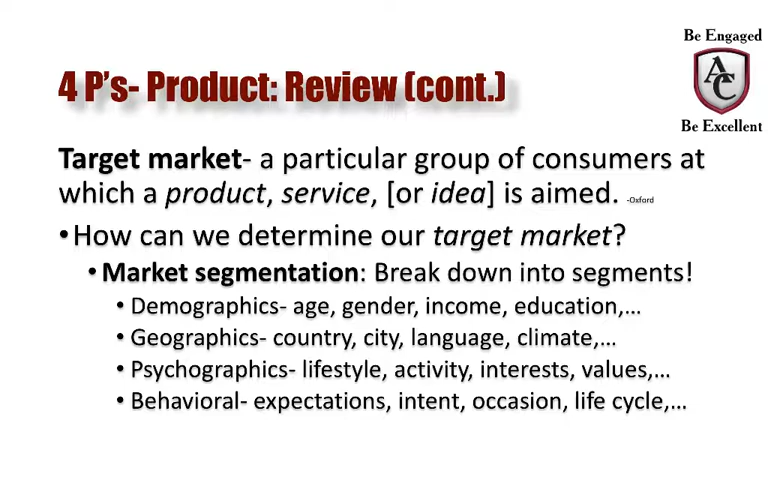 Be Engaged
4 P's- Product: Review (cont.)
AC
Be Excellent
Target market- a particular group of consumers at
which a product, service, [or idea] is aimed. -Oxford
•How can we determine our target market?
•Market segmentation: Break down into segments!
•Demographics- age, gender, income, education,…
•Geographics- country, city, language, climate,…
•Psychographics- lifestyle, activity, interests, values,…
•Behavioral- expectations, intent, occasion, life cycle,…